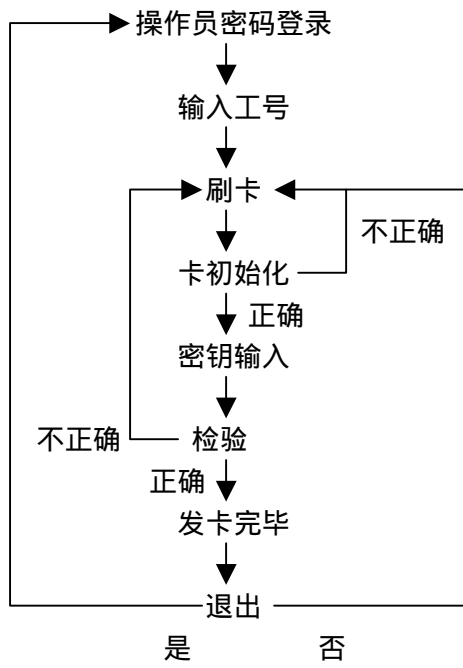 操作员密码登录
输入工号
刷卡
不正确
卡初始化
正确
密钥输入
不正确
检验
正确
发卡完毕
退出
是
否